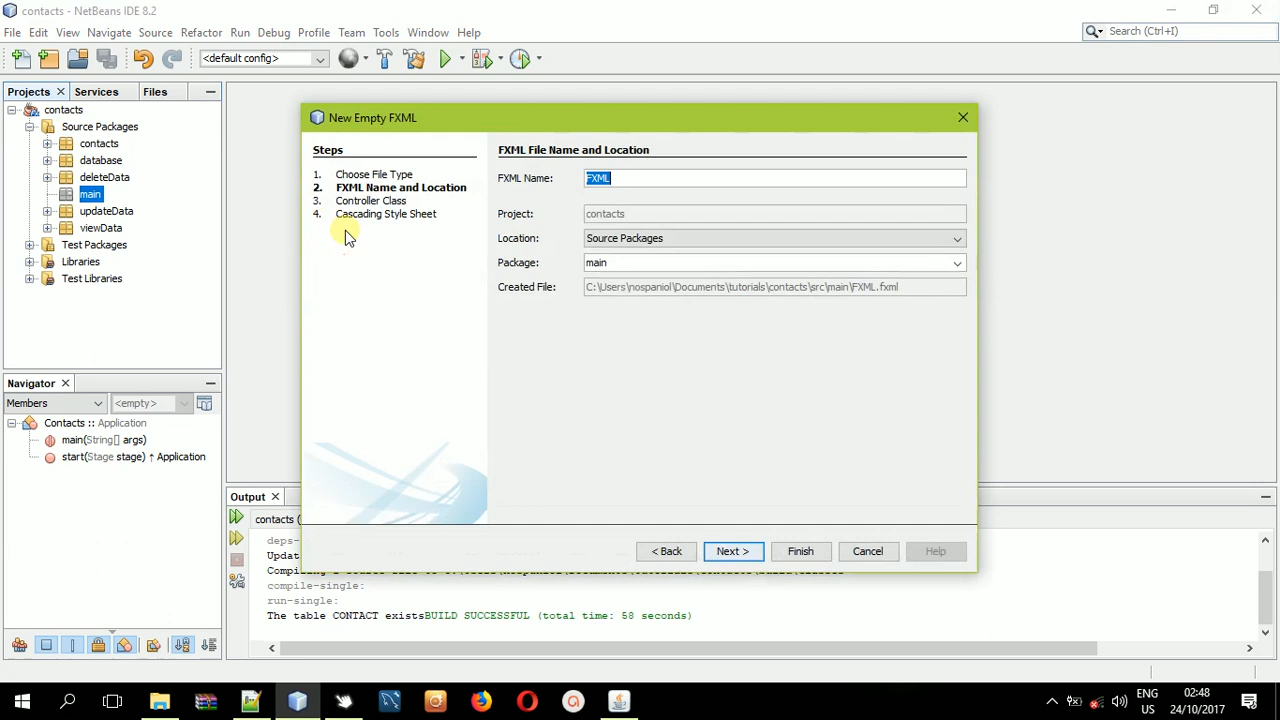 contacts - NetBeans IDE 8.2
File Edit View Navigate Source Refactor Run Debug Profile Team Tools Window Help
Search (Ctrl+I)
<default config>
Projects Services Files
contacts
Source Packages
contacts
database
deleteData
main
updateData
viewData
Test Packages
Libraries
Test Libraries
Navigator
Members <empty>
Contacts :: Application
main(String[] args)
start(Stage stage) ↑ Application
New Empty FXML
Steps
1. Choose File Type
2. FXML Name and Location
3. Controller Class
4. Cascading Style Sheet
FXML File Name and Location
FXML Name: FXML
Project: contacts
Location: Source Packages
Package: main
Created File: C:\Users\nospaniol\Documents\tutorials\contacts\src\main\FXML.fxml
< Back Next > Finish Cancel Help
Output
contacts (
deps-
Updat
compile-single:
run-single:
The table CONTACT existsBUILD SUCCESSFUL (total time: 58 seconds)
ENG
US
02:48
24/10/2017